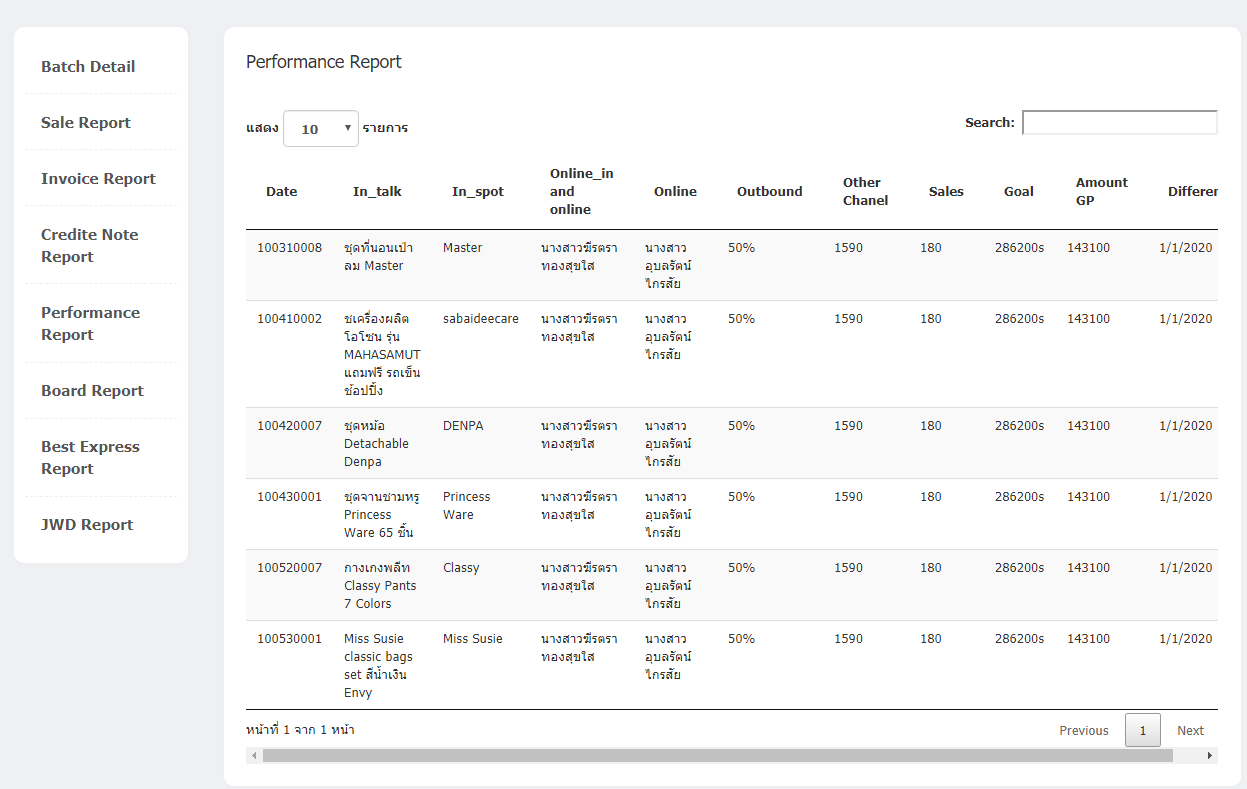 Batch Detail
Sale Report
Invoice Report
Credite Note
Report
Performance
Report
Board Report
Best Express
Report
JWD Report
Performance Report
แสดง 10 รายการ
Search:
Date In_talk In_spot Online_in and online Online Outbound Other Chanel Sales Goal Amount GP Differen
100310008 ชุดที่นอนเป่า Master นางสาวฃีรตรา นางสาว 50% 1590 180 286200s 143100 1/1/2020
ลม Master ทองสุขใส อุบลรัตน์
ไกรสัย
100410002 ชเครื่องผลิต sabaideecare นางสาวฃีรตรา นางสาว 50% 1590 180 286200s 143100 1/1/2020
โอโซน รุ่น ทองสุขใส อุบลรัตน์
MAHASAMUT ไกรสัย
แถมฟรี รถเข็น
ช้อปปิ้ง
100420007 ชุดหม้อ DENPA นางสาวฃีรตรา นางสาว 50% 1590 180 286200s 143100 1/1/2020
Detachable ทองสุขใส อุบลรัตน์
Denpa ไกรสัย
100430001 ชุดจานชามหรู Princess นางสาวฃีรตรา นางสาว 50% 1590 180 286200s 143100 1/1/2020
Princess Ware ทองสุขใส อุบลรัตน์
Ware 65 ชิ้น ไกรสัย
100520007 กางเกงพลีท Classy นางสาวฃีรตรา นางสาว 50% 1590 180 286200s 143100 1/1/2020
Classy Pants ทองสุขใส อุบลรัตน์
7 Colors ไกรสัย
100530001 Miss Susie Miss Susie นางสาวฃีรตรา นางสาว 50% 1590 180 286200s 143100 1/1/2020
classic bags ทองสุขใส อุบลรัตน์
set สีน้ำเงิน ไกรสัย
Envy
หน้าที่ 1 จาก 1 หน้า
Previous 1 Next